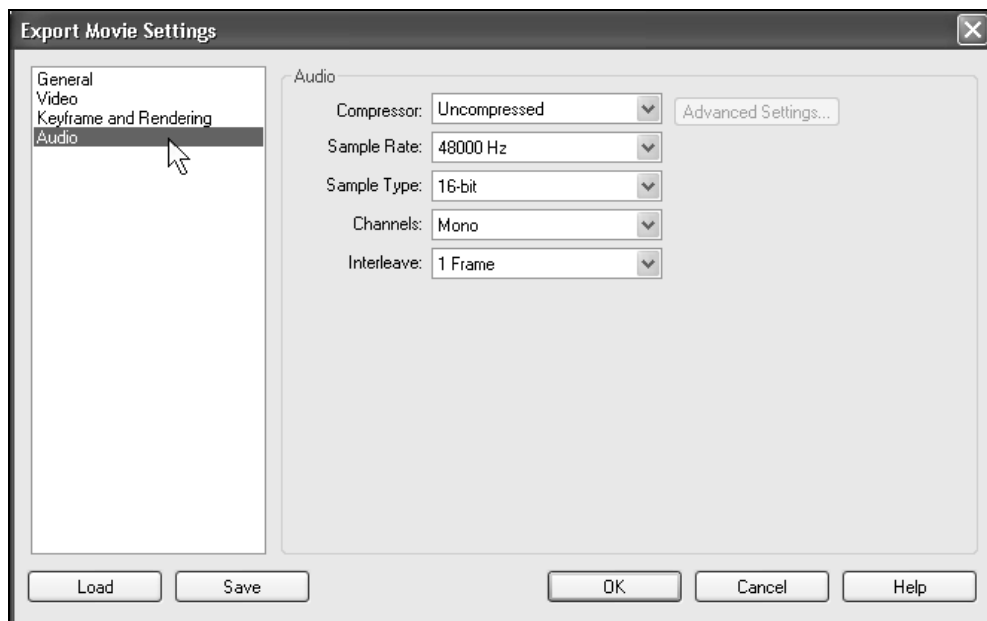 Export Movie Settings
General
Video
Keyframe and Rendering
Audio
Audio
Compressor: Uncompressed Advanced Settings...
Sample Rate: 48000 Hz
Sample Type: 16-bit
Channels: Mono
Interleave: 1 Frame
Load Save OK Cancel Help